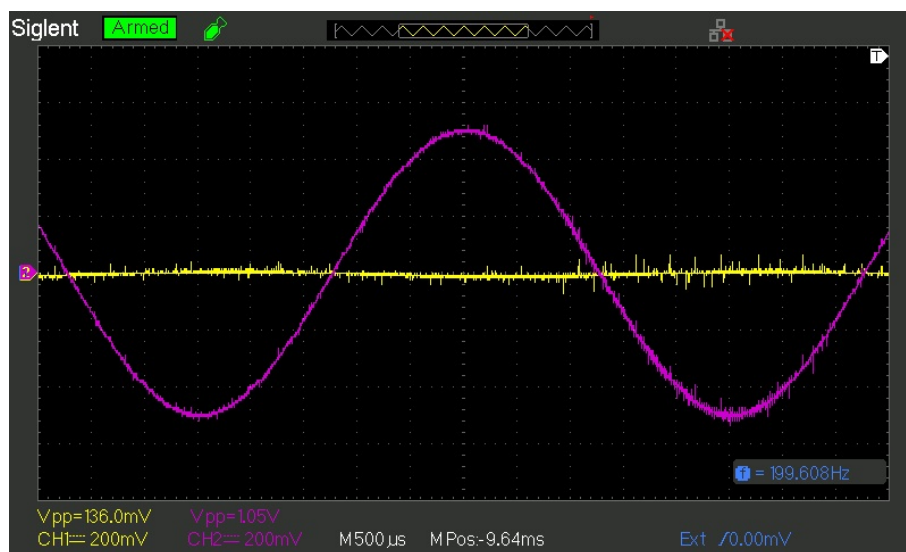 Siglent Armed
T
2
f = 199.608Hz
Vpp=136.0mV Vpp=1.05V
CH1 200mV CH2 200mV M 500µs M Pos:-9.64ms Ext /0.00mV